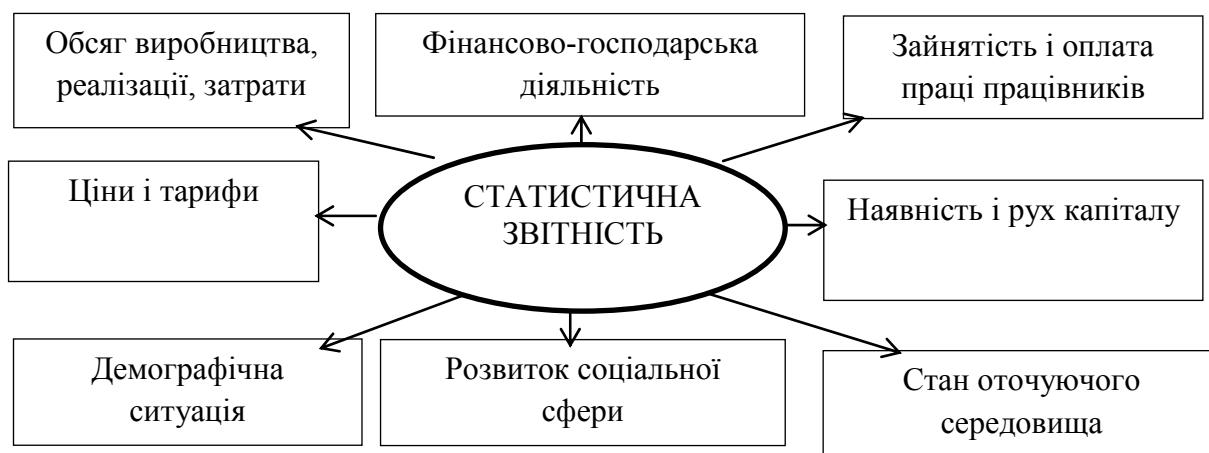 Обсяг виробництва,
реалізації, затрати
Фінансово-господарська
діяльність
Зайнятість і оплата
праці працівників
Ціни і тарифи
СТАТИСТИЧНА
ЗВІТНІСТЬ
Наявність і рух капіталу
Демографічна
ситуація
Розвиток соціальної
сфери
Стан оточуючого
середовища